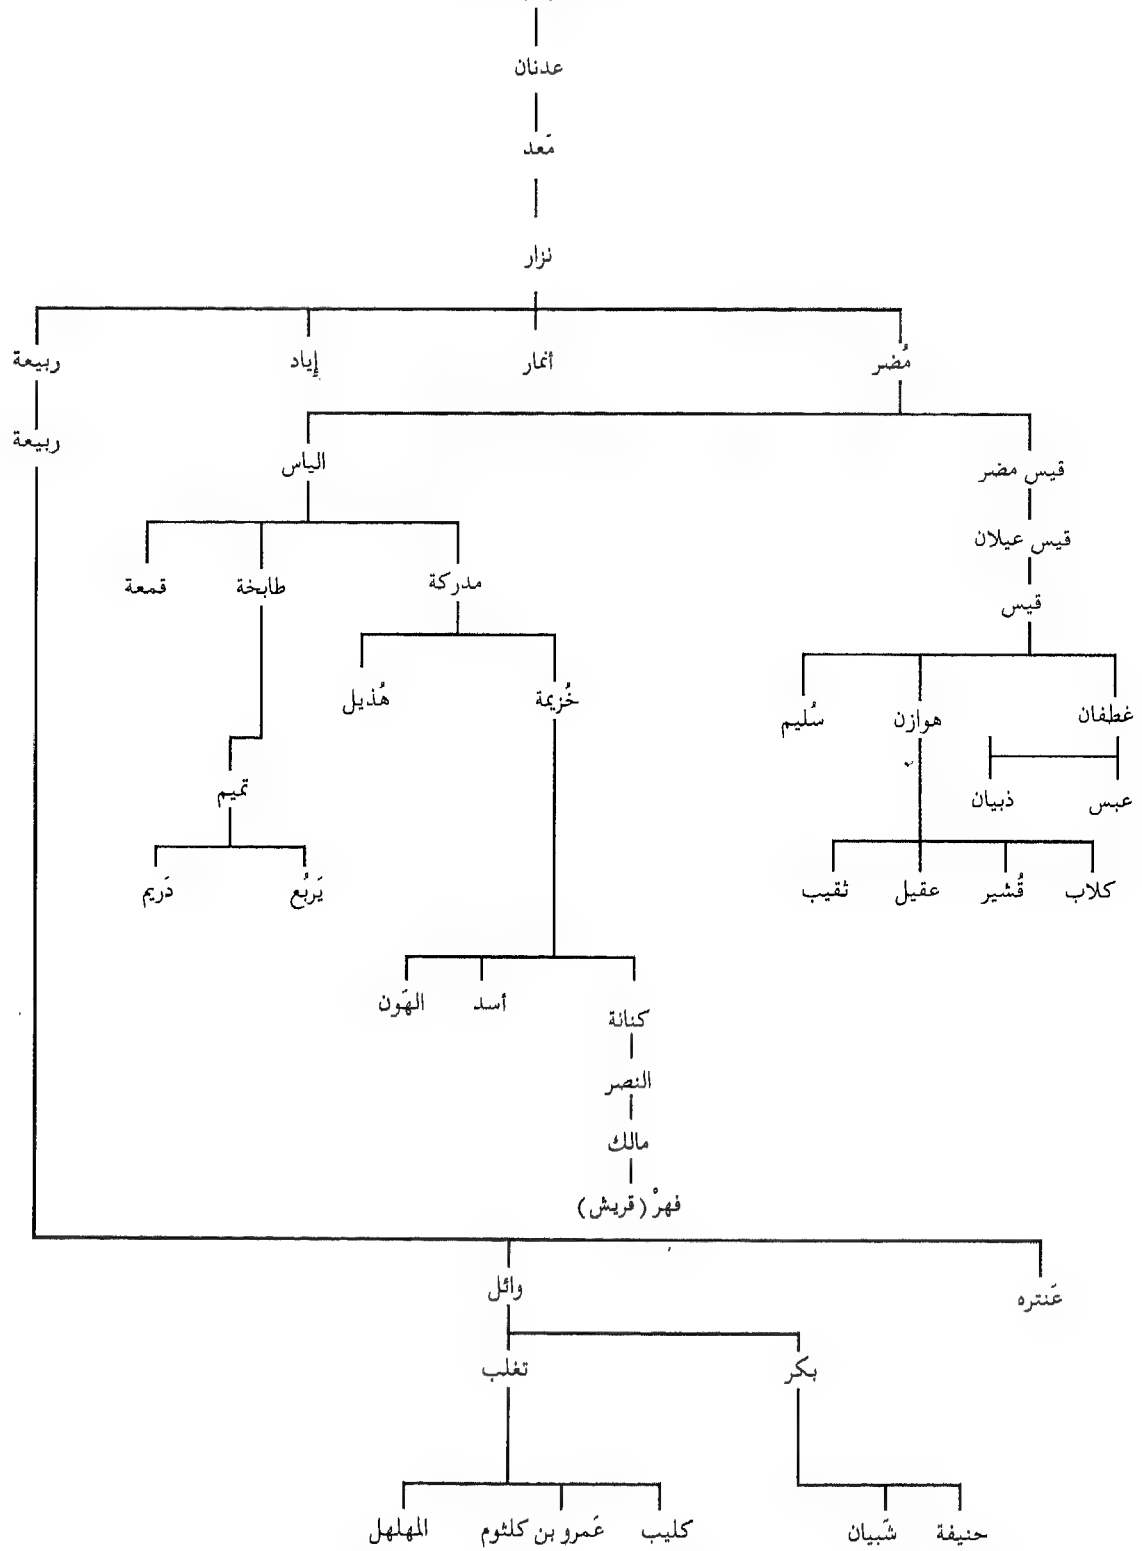 عدنان
مَعد
نزار
مُضر أنمار إِياد ربيعة
ربيعة
الياس
قيس مضر
قيس عيلان
مدركة طابخة قمعة
قيس
خُزيمة هُذيل
غطفان هوازن سُليم
تميم
عبس ذبيان
كلاب قُشير عقيل ثقيب
يَربُع دَريم
أسد الهَون
كنانة
النصر
مالك
فهرْ (قريش)
وائل
عَنتره
بكر تغلب
حنيفة شَبيان كليب عَمرو بن كلثوم المهلهل